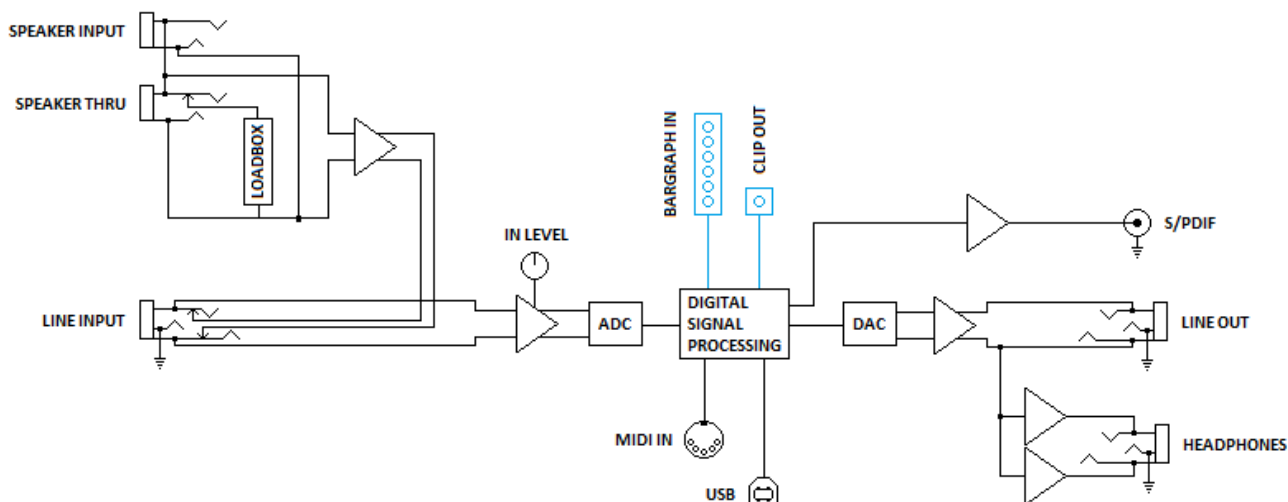 SPEAKER INPUT
SPEAKER THRU
LOADBOX
BARGRAPH IN
CLIP OUT
S/PDIF
IN LEVEL
LINE INPUT
ADC
DIGITAL
SIGNAL
PROCESSING
DAC
LINE OUT
MIDI IN
HEADPHONES
USB